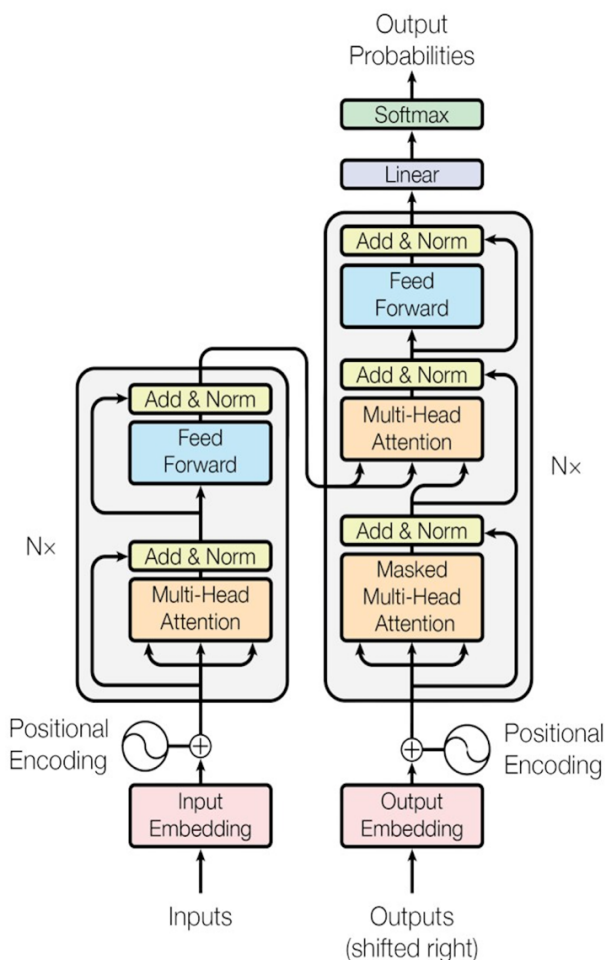 Output
Probabilities
Softmax
Linear
Add & Norm
Feed
Forward
Add & Norm
Multi-Head
Attention
Add & Norm
Masked
Multi-Head
Attention
N×
Add & Norm
Feed
Forward
Add & Norm
Multi-Head
Attention
N×
Positional
Encoding
Positional
Encoding
Input
Embedding
Output
Embedding
Inputs
Outputs
(shifted right)